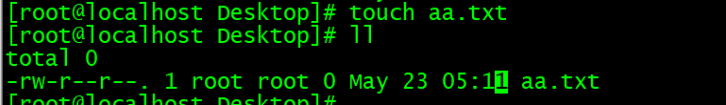 [root@localhost Desktop]# touch aa.txt
[root@localhost Desktop]# ll
total 0
-rw-r--r--. 1 root root 0 May 23 05:11 aa.txt
[root@localhost Desktop]#